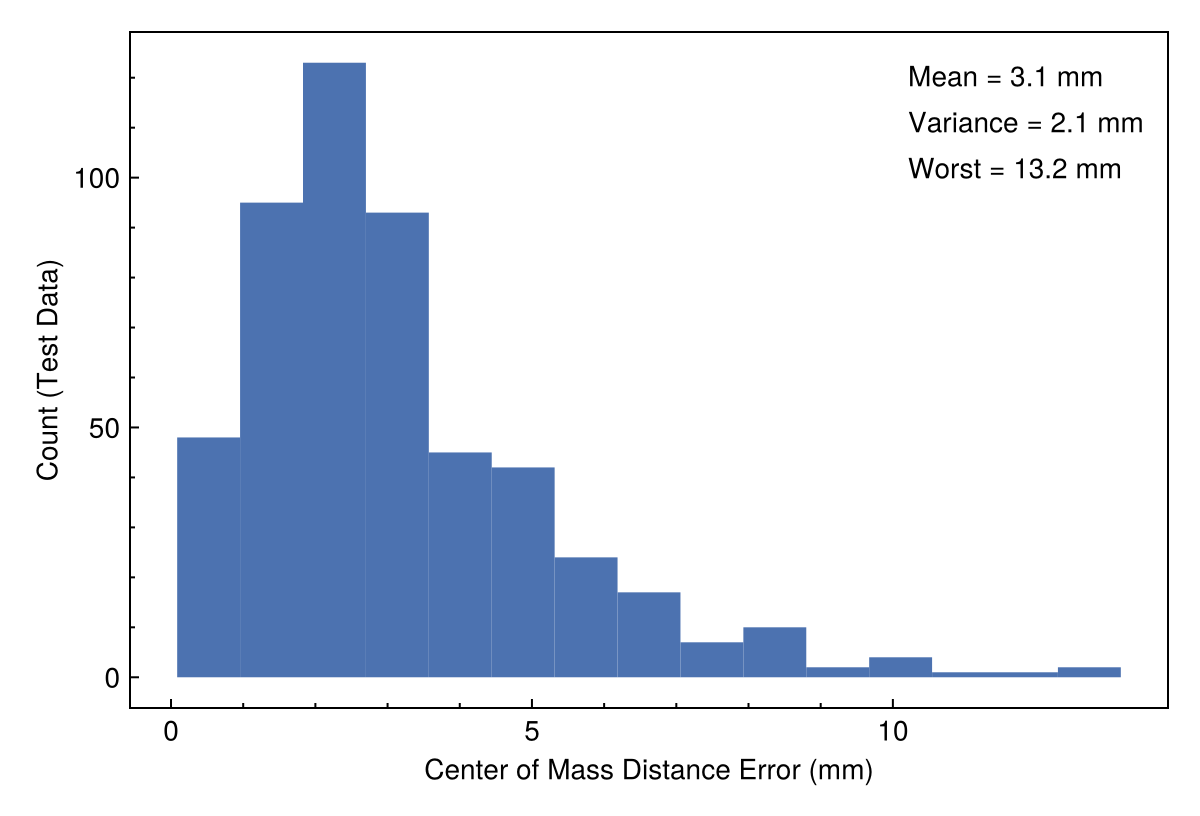 Mean = 3.1 mm
Variance = 2.1 mm
Worst = 13.2 mm
100
50
0
Count (Test Data)
0 5 10
Center of Mass Distance Error (mm)